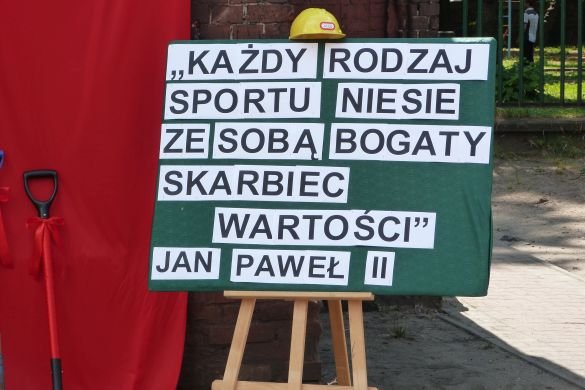 „KAŻDY RODZAJ
SPORTU NIESIE
ZE SOBĄ BOGATY
SKARBIEC
WARTOŚCI”
JAN PAWEŁ II